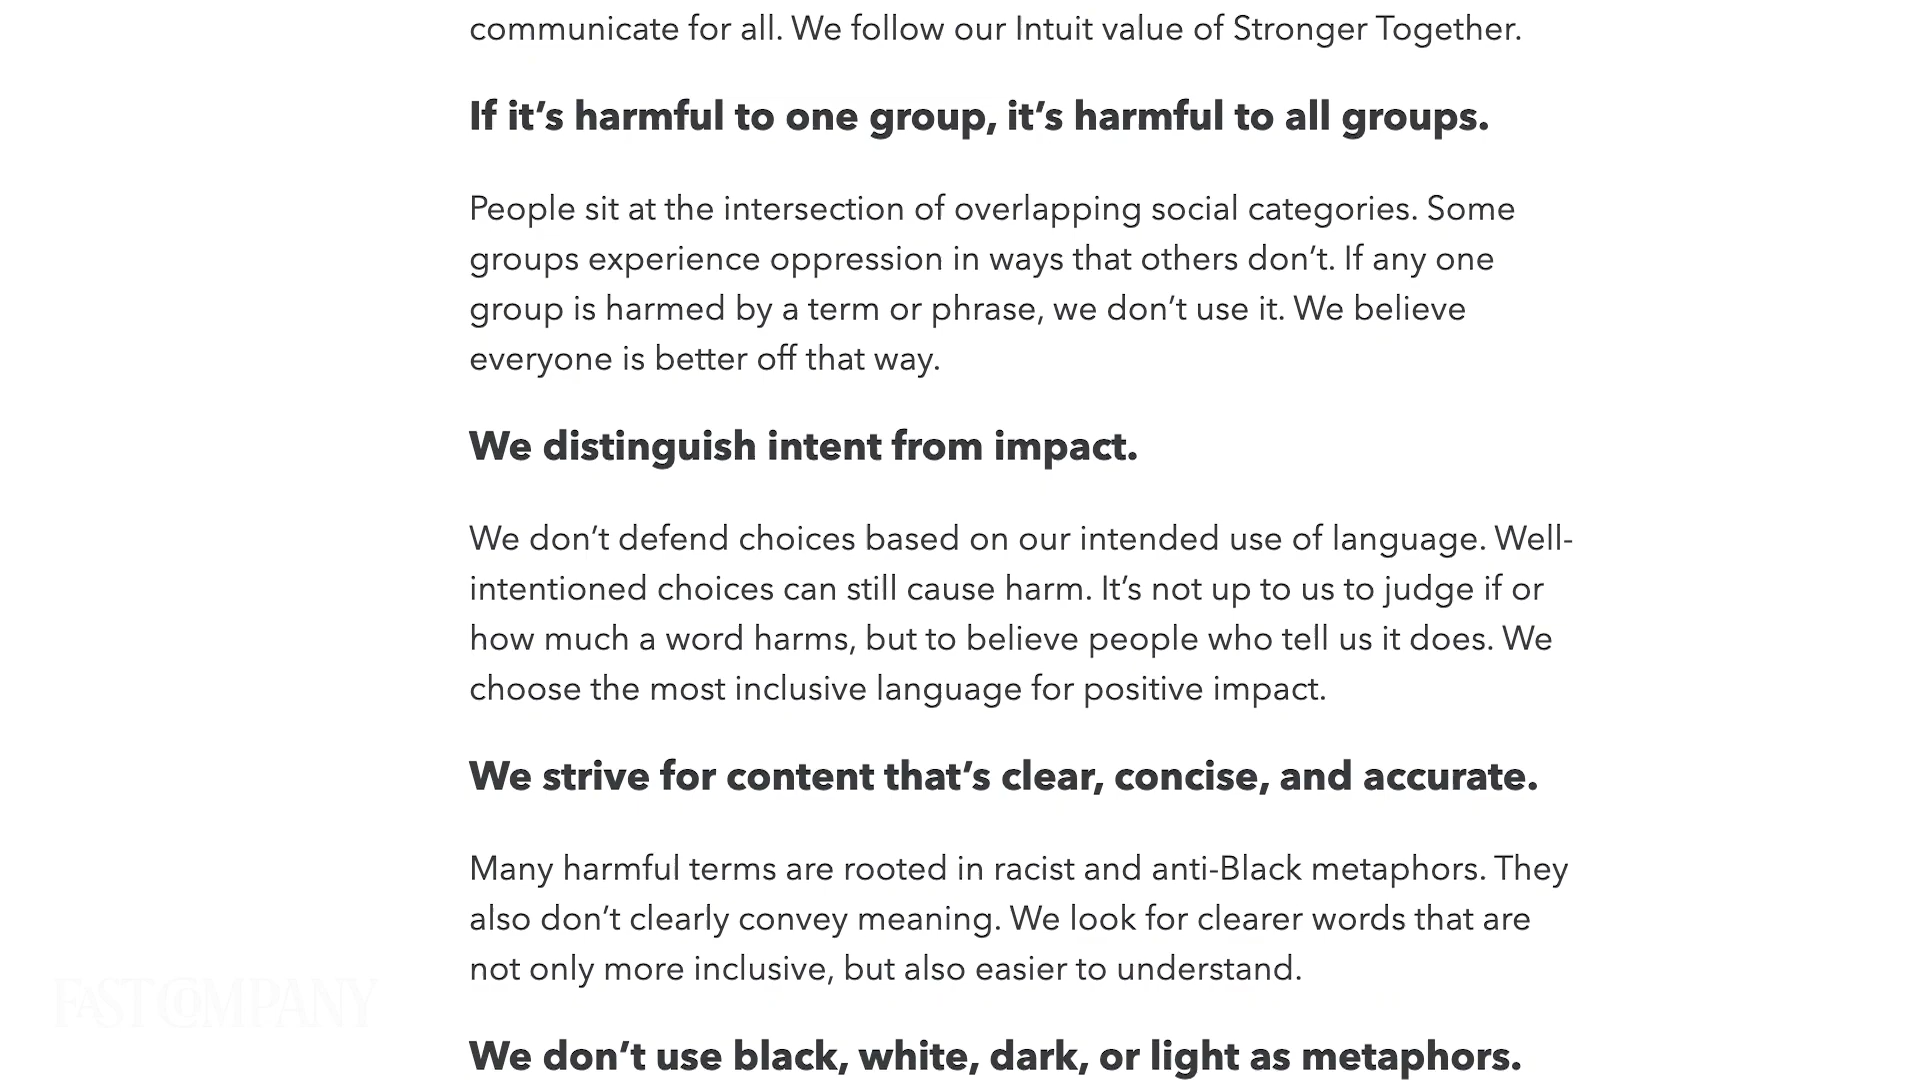 communicate for all. We follow our Intuit value of Stronger Together.
If it’s harmful to one group, it’s harmful to all groups.
People sit at the intersection of overlapping social categories. Some
groups experience oppression in ways that others don’t. If any one
group is harmed by a term or phrase, we don’t use it. We believe
everyone is better off that way.
We distinguish intent from impact.
We don’t defend choices based on our intended use of language. Well-
intentioned choices can still cause harm. It’s not up to us to judge if or
how much a word harms, but to believe people who tell us it does. We
choose the most inclusive language for positive impact.
We strive for content that’s clear, concise, and accurate.
Many harmful terms are rooted in racist and anti-Black metaphors. They
also don’t clearly convey meaning. We look for clearer words that are
not only more inclusive, but also easier to understand.
FAST COMPANY
We don’t use black, white, dark, or light as metaphors.